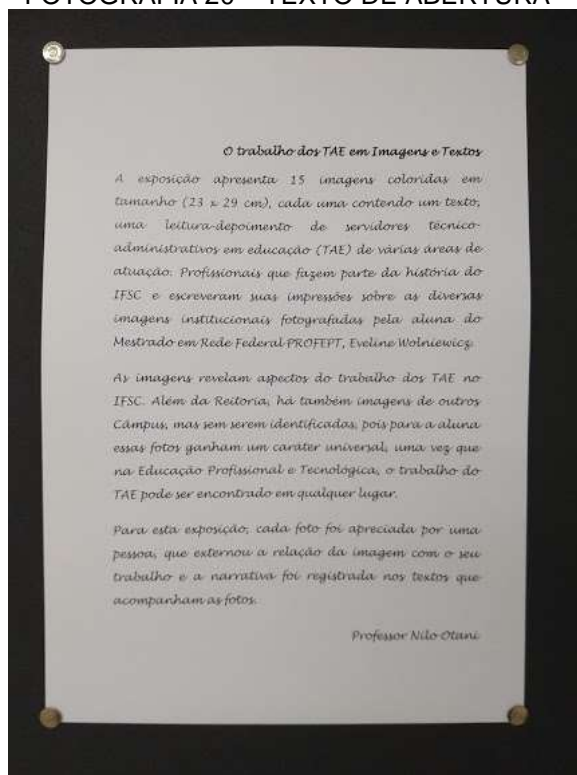 FOTOGRAFIA 20 – TEXTO DE ABERTURA
O trabalho dos TAE em Imagens e Textos
A exposição apresenta 15 imagens coloridas em
tamanho (23 x 29 cm), cada uma contendo um texto,
uma leitura-depoimento de servidores técnico-
administrativos em educação (TAE) de várias áreas de
atuação. Profissionais que fazem parte da história do
IFSC e escreveram suas impressões sobre as diversas
imagens institucionais fotografadas pela aluna do
Mestrado em Rede Federal PROFEPT, Eveline Wolniewicz.
As imagens revelam aspectos do trabalho dos TAE no
IFSC. Além da Reitoria, há também imagens de outros
Câmpus, mas sem serem identificadas, pois para a aluna
essas fotos ganham um caráter universal, uma vez que
na Educação Profissional e Tecnológica, o trabalho do
TAE pode ser encontrado em qualquer lugar.
Para esta exposição, cada foto foi apreciada por uma
pessoa, que externou a relação da imagem com o seu
trabalho e a narrativa foi registrada nos textos que
acompanham as fotos.
Professor Nilo Otani